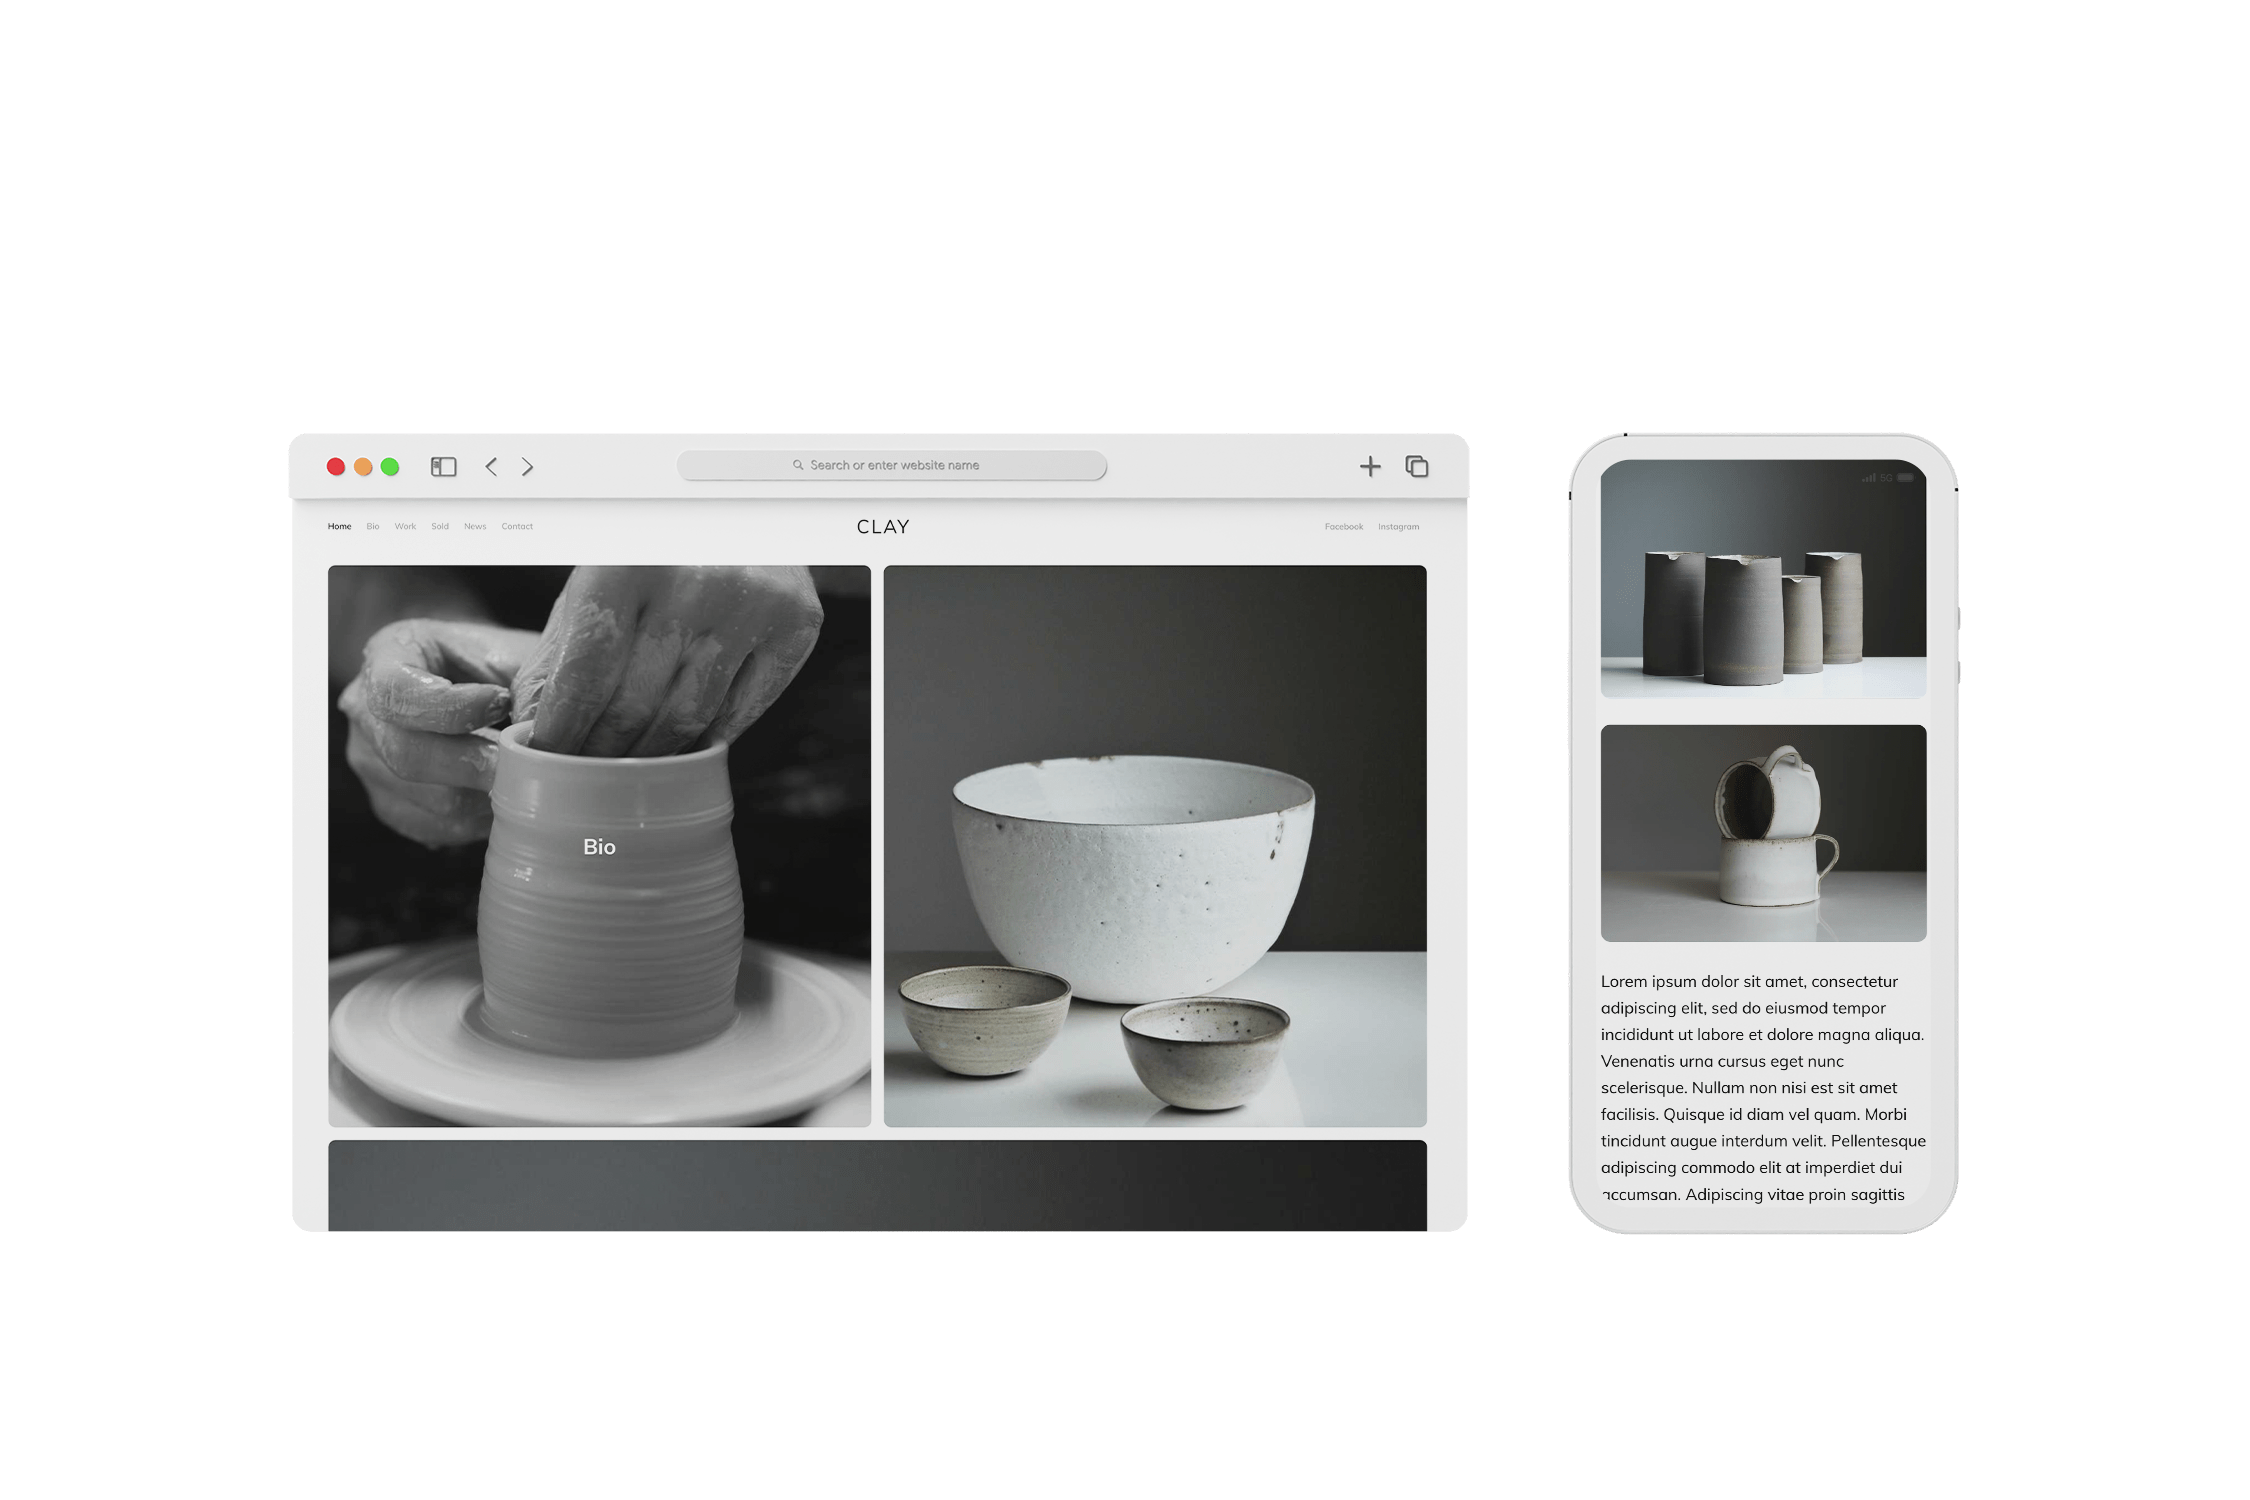 Search or enter website name
Home Bio Work Sold News Contact
CLAY
Facebook Instagram
Bio
5G
Lorem ipsum dolor sit amet, consectetur
adipiscing elit, sed do eiusmod tempor
incididunt ut labore et dolore magna aliqua.
Venenatis urna cursus eget nunc
scelerisque. Nullam non nisi est sit amet
facilisis. Quisque id diam vel quam. Morbi
tincidunt augue interdum velit. Pellentesque
adipiscing commodo elit at imperdiet dui
accumsan. Adipiscing vitae proin sagittis